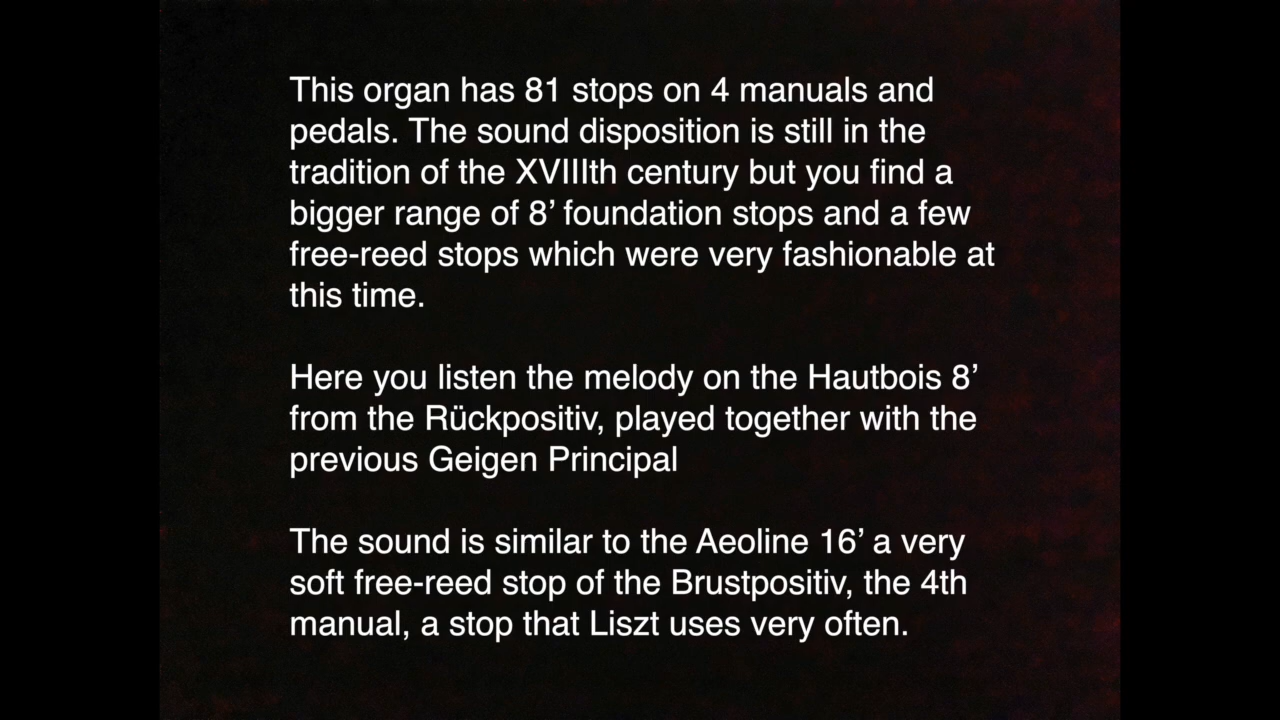 This organ has 81 stops on 4 manuals and
pedals. The sound disposition is still in the
tradition of the XVIIIth century but you find a
bigger range of 8’ foundation stops and a few
free-reed stops which were very fashionable at
this time.
Here you listen the melody on the Hautbois 8’
from the Rückpositiv, played together with the
previous Geigen Principal
The sound is similar to the Aeoline 16’ a very
soft free-reed stop of the Brustpositiv, the 4th
manual, a stop that Liszt uses very often.